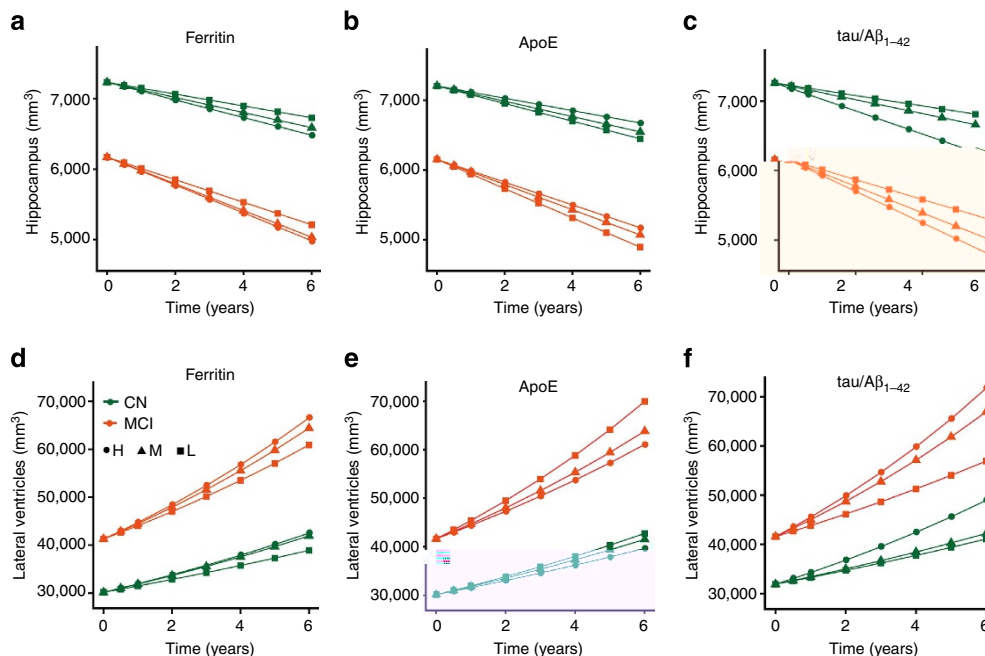 a
Ferritin
Hippocampus (mm³)
7,000
6,000
5,000
0 2 4 6
Time (years)
b
ApoE
Hippocampus (mm³)
7,000
6,000
5,000
0 2 4 6
Time (years)
c
tau/Aβ₁₋₄₂
Hippocampus (mm³)
7,000
6,000
5,000
0 2 4 6
Time (years)
d
Ferritin
Lateral ventricles (mm³)
70,000
60,000
50,000
40,000
30,000
CN
MCI
H M L
0 2 4 6
Time (years)
e
ApoE
Lateral ventricles (mm³)
70,000
60,000
50,000
40,000
30,000
0 2 4 6
Time (years)
f
tau/Aβ₁₋₄₂
Lateral ventricles (mm³)
70,000
60,000
50,000
40,000
30,000
0 2 4 6
Time (years)